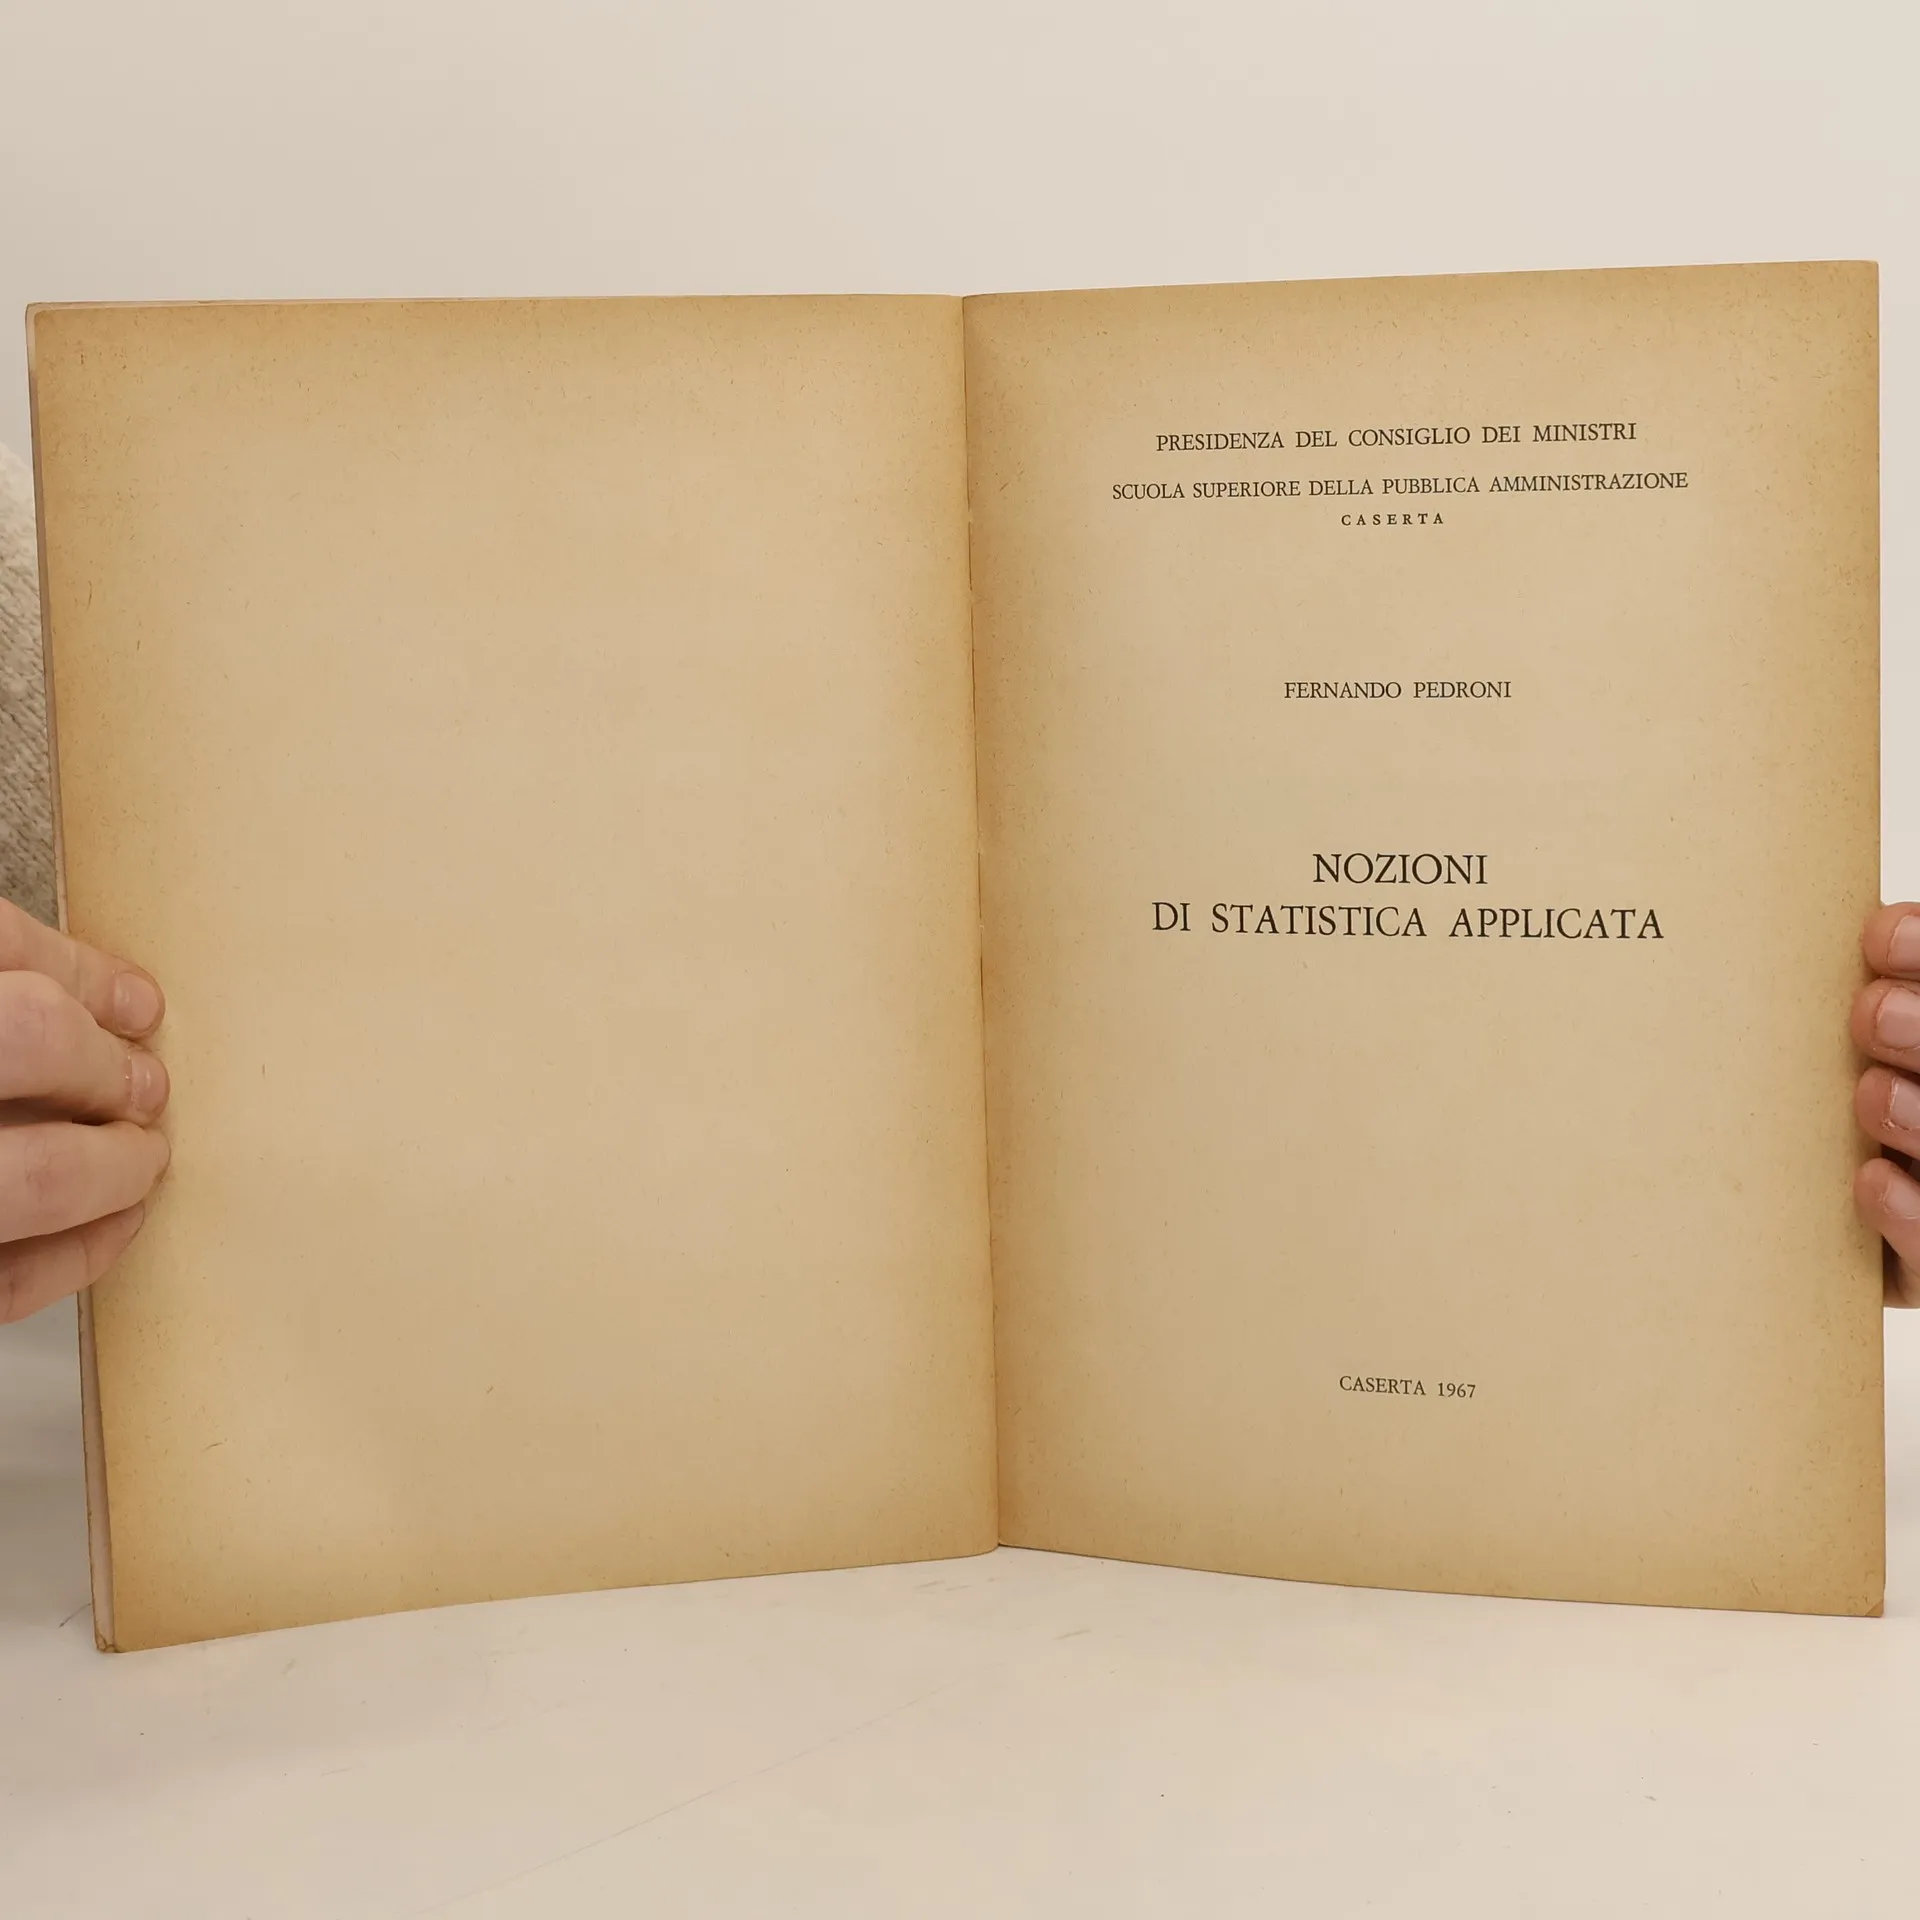 PRESIDENZA DEL CONSIGLIO DEI MINISTRI
SCUOLA SUPERIORE DELLA PUBBLICA AMMINISTRAZIONE
CASERTA
FERNANDO PEDRONI
NOZIONI
DI STATISTICA APPLICATA
CASERTA 1967